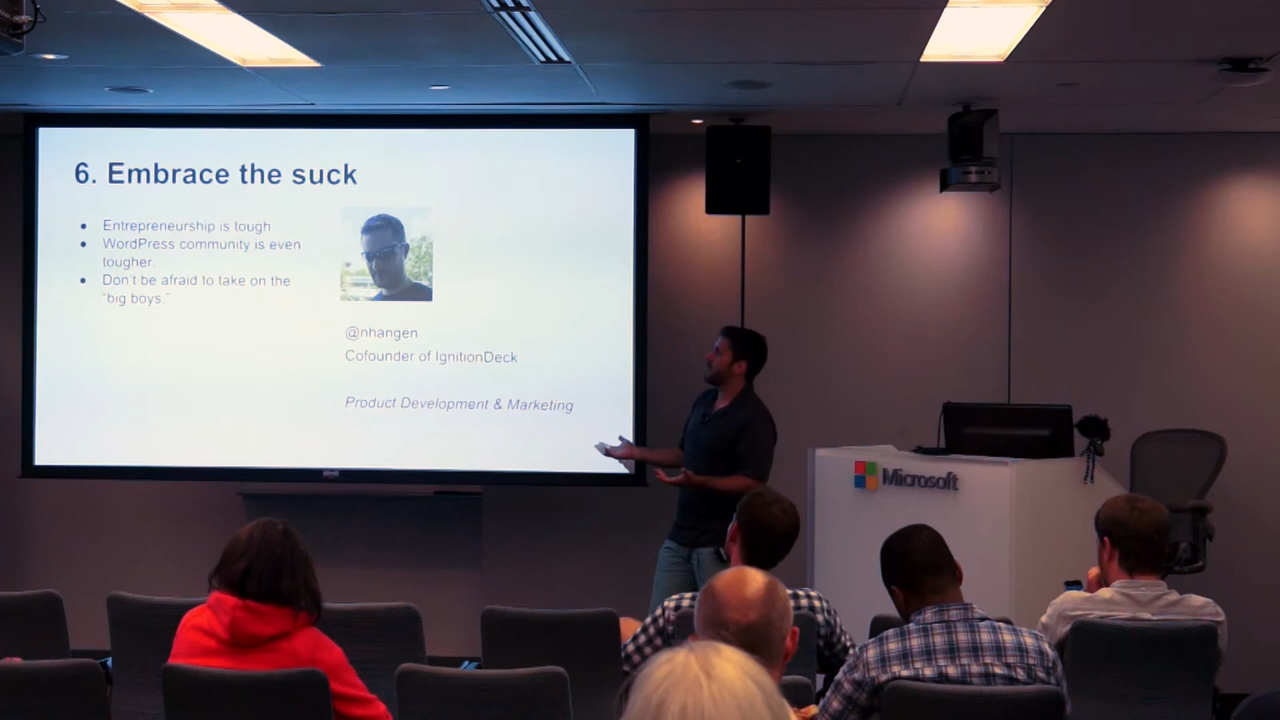 6. Embrace the suck
Entrepreneurship is tough
WordPress community is even
tougher.
Don't be afraid to take on the
"big boys."
@nhangen
Cofounder of IgnitionDeck
Product Development & Marketing
Microsoft